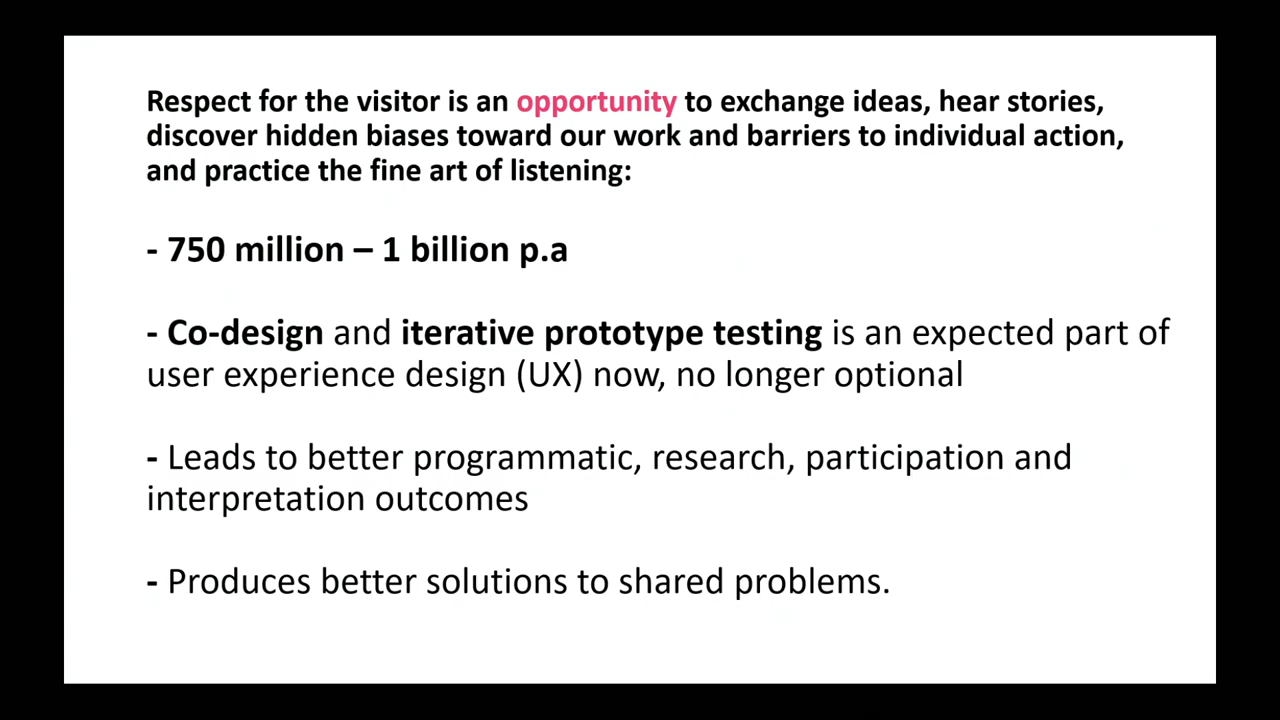 Respect for the visitor is an opportunity to exchange ideas, hear stories,
discover hidden biases toward our work and barriers to individual action,
and practice the fine art of listening:
- 750 million – 1 billion p.a
- Co-design and iterative prototype testing is an expected part of
user experience design (UX) now, no longer optional
- Leads to better programmatic, research, participation and
interpretation outcomes
- Produces better solutions to shared problems.